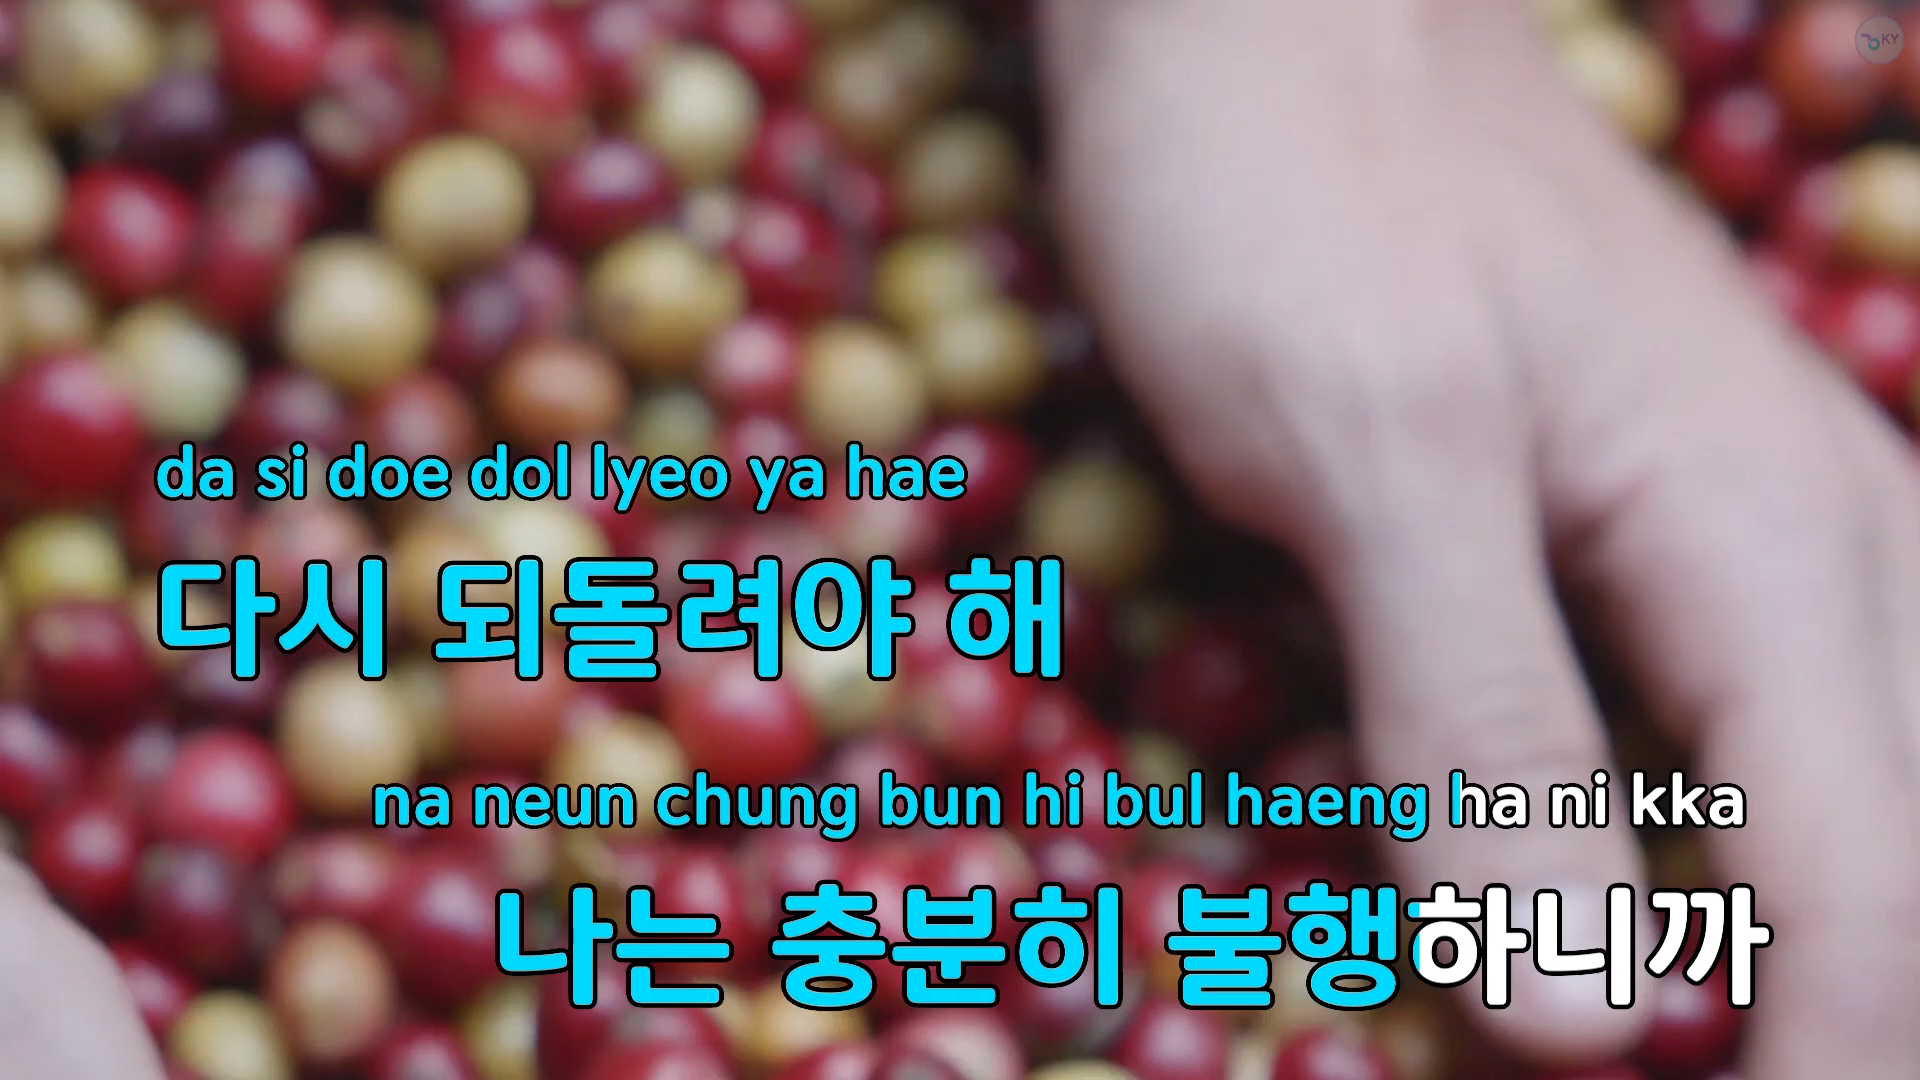 KY
da si doe dol lyeo ya hae
다시 되돌려야 해
na neun chung bun hi bul haeng ha ni kka
나는 충분히 불행하니까